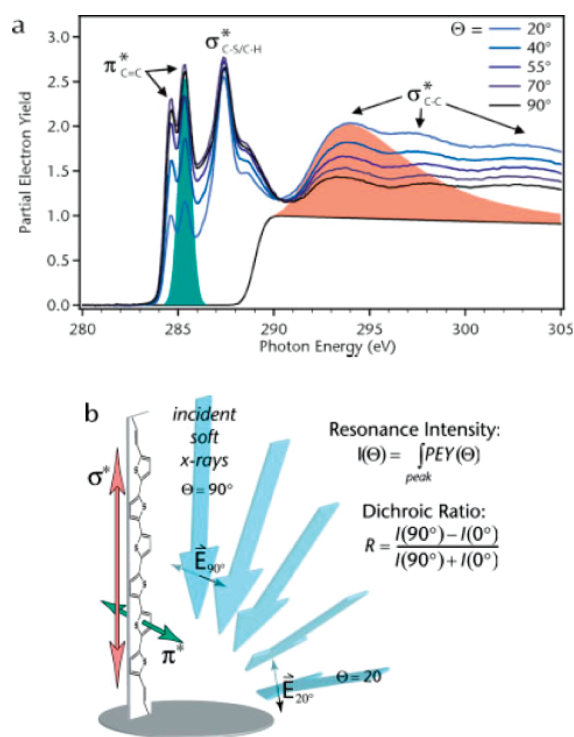 a
Θ =
20°
40°
55°
70°
90°
σ*C-S/C-H
π*C=C
σ*C-C
3.0
2.5
2.0
1.5
1.0
0.5
0.0
Partial Electron Yield
280
285
290
295
300
305
Photon Energy (eV)
b
incident
soft
x-rays
Θ = 90°
Resonance Intensity:
I(Θ) = ∫PEY(Θ)
peak
Dichroic Ratio:
R = I(90°) − I(0°)
I(90°) + I(0°)
σ*
E⃗90°
π*
E⃗20°
Θ = 20
S
S
S
S
S
S